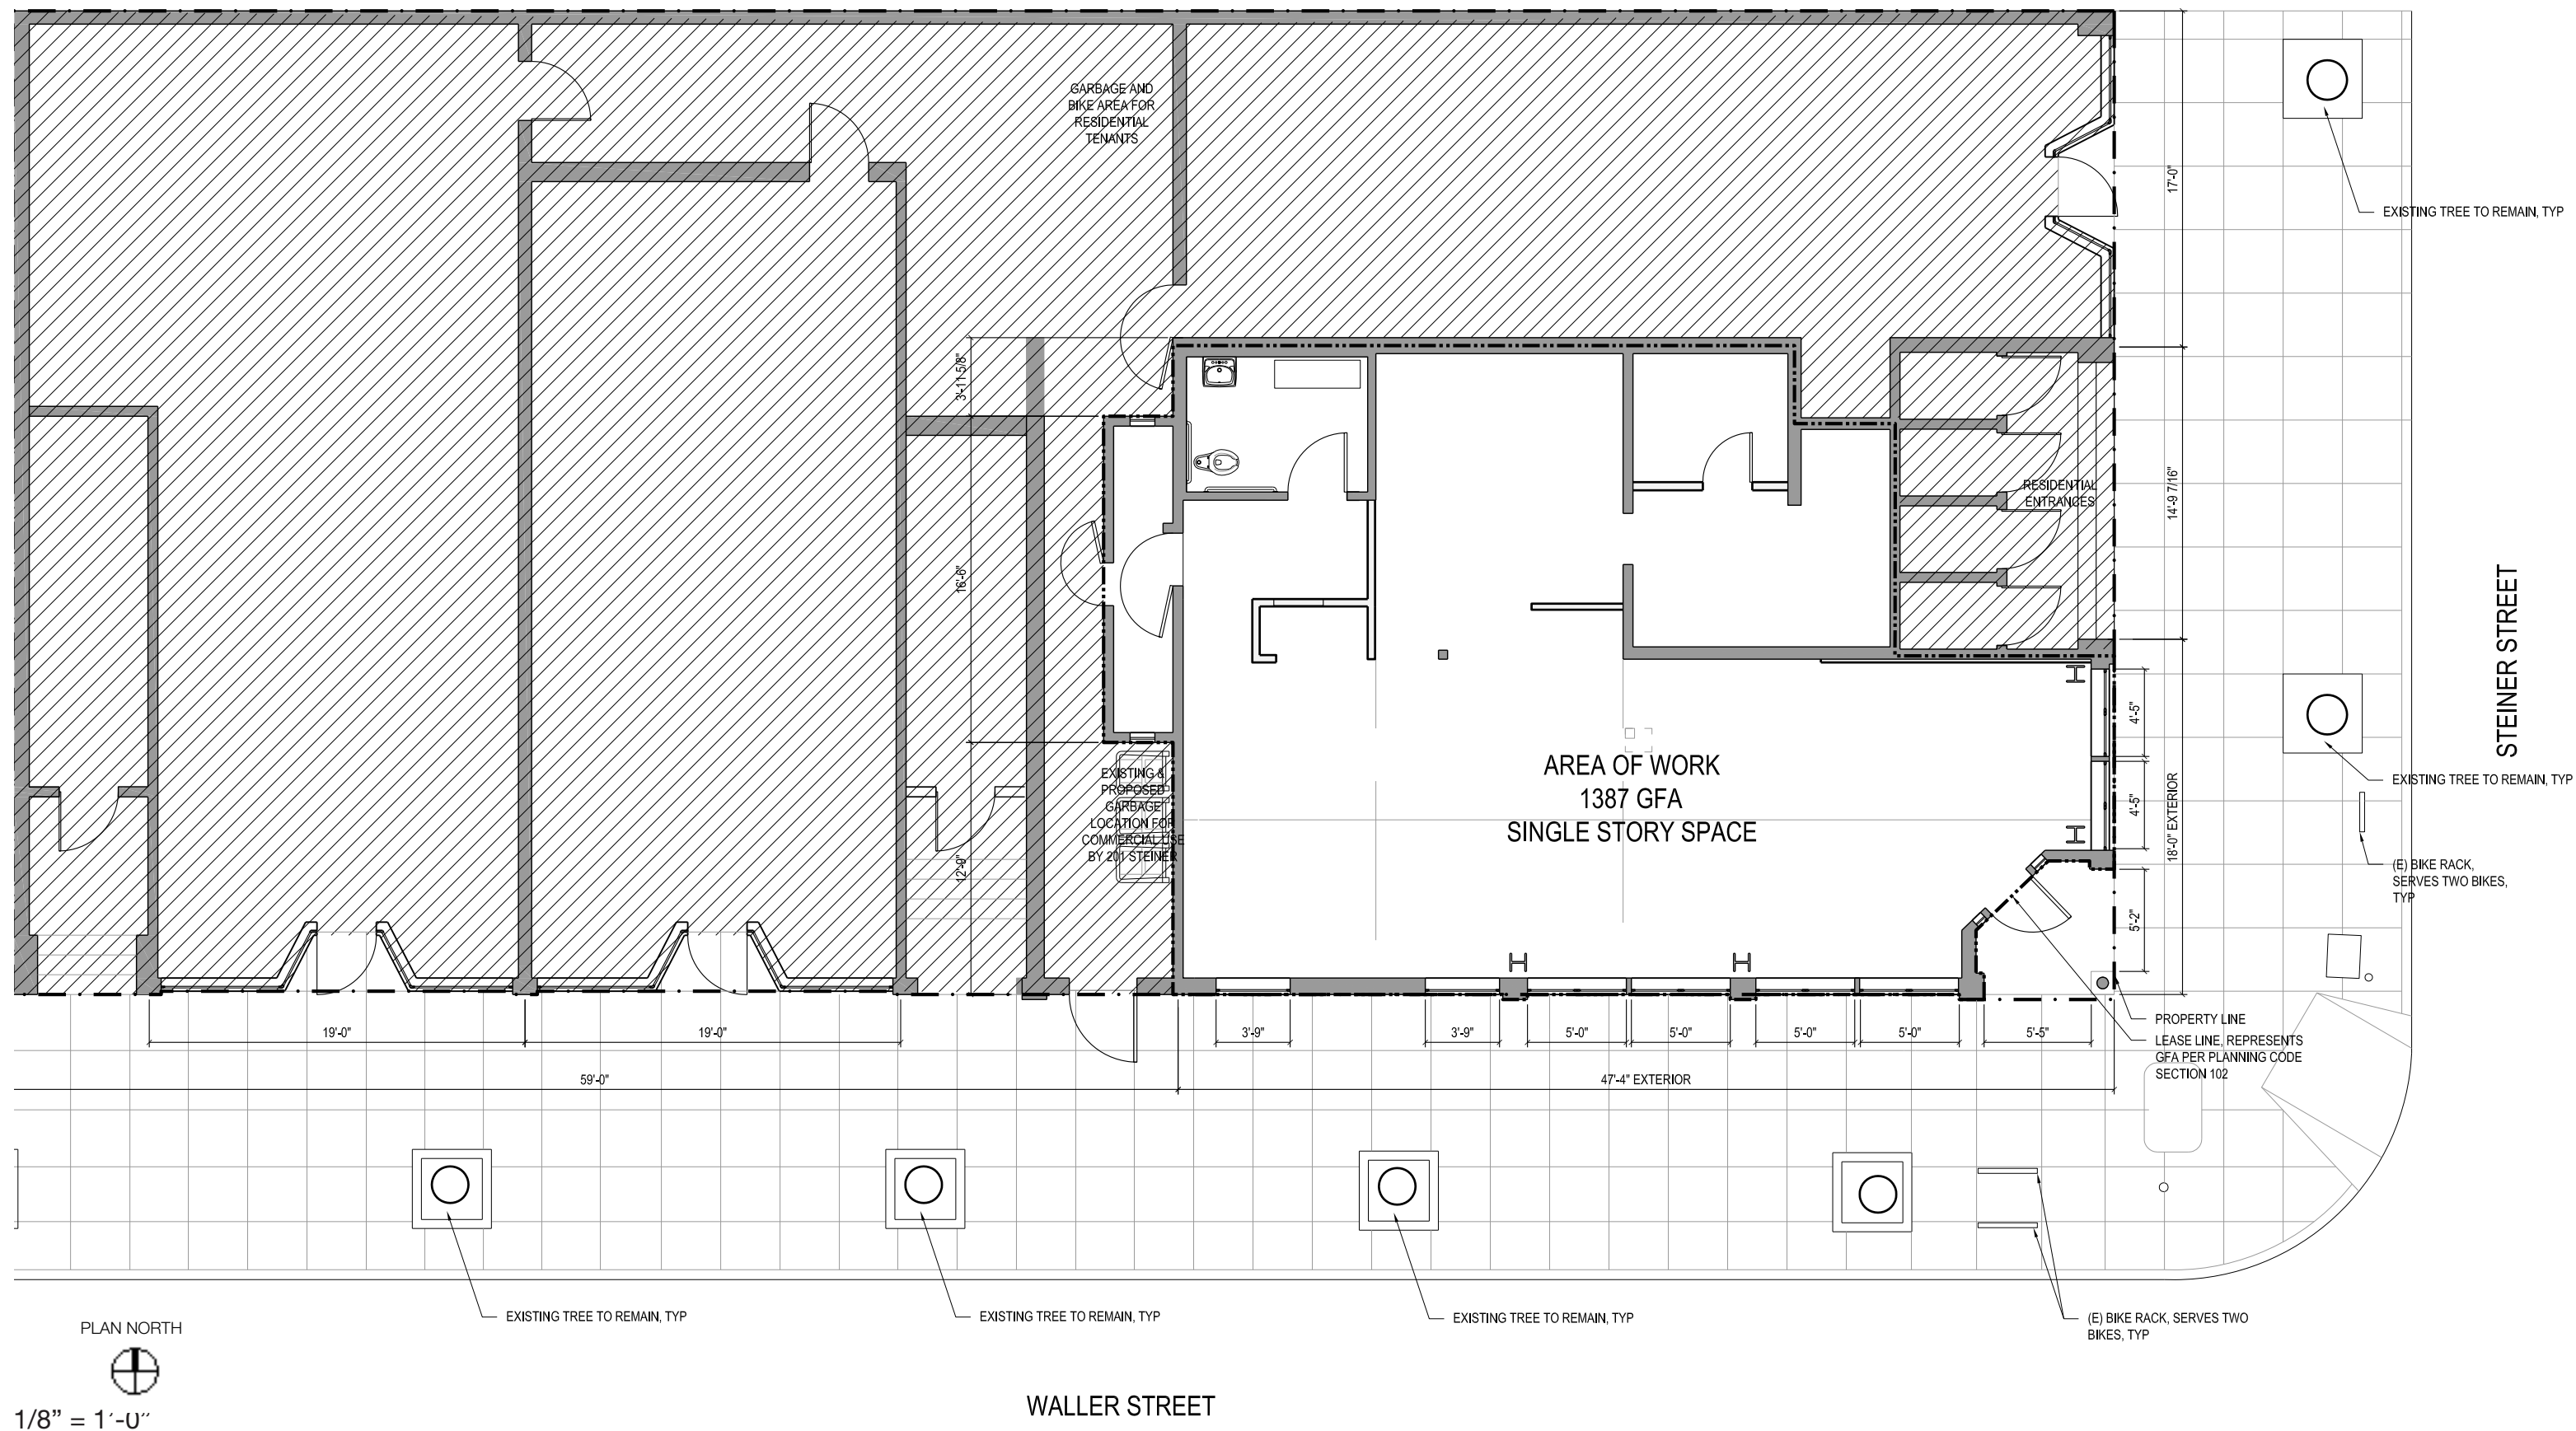 GARBAGE AND
BIKE AREA FOR
RESIDENTIAL
TENANTS
17'-0"
EXISTING TREE TO REMAIN, TYP
3'-11 5/8"
16'-6"
12'-9"
RESIDENTIAL
ENTRANCES
14'-9 7/16"
STEINER STREET
4'-5"
4'-5"
18'-0" EXTERIOR
5'-2"
EXISTING TREE TO REMAIN, TYP
(E) BIKE RACK,
SERVES TWO BIKES,
TYP
EXISTING &
PROPOSED
GARBAGE
LOCATION FOR
COMMERCIAL USE
BY 201 STEINER
AREA OF WORK
1387 GFA
SINGLE STORY SPACE
H
H
H
H
PROPERTY LINE
LEASE LINE, REPRESENTS
GFA PER PLANNING CODE
SECTION 102
19'-0"
19'-0"
3'-9"
3'-9"
5'-0"
5'-0"
5'-0"
5'-0"
5'-5"
59'-0"
47'-4" EXTERIOR
EXISTING TREE TO REMAIN, TYP
EXISTING TREE TO REMAIN, TYP
EXISTING TREE TO REMAIN, TYP
(E) BIKE RACK, SERVES TWO
BIKES, TYP
PLAN NORTH
1/8” = 1'-0"
WALLER STREET